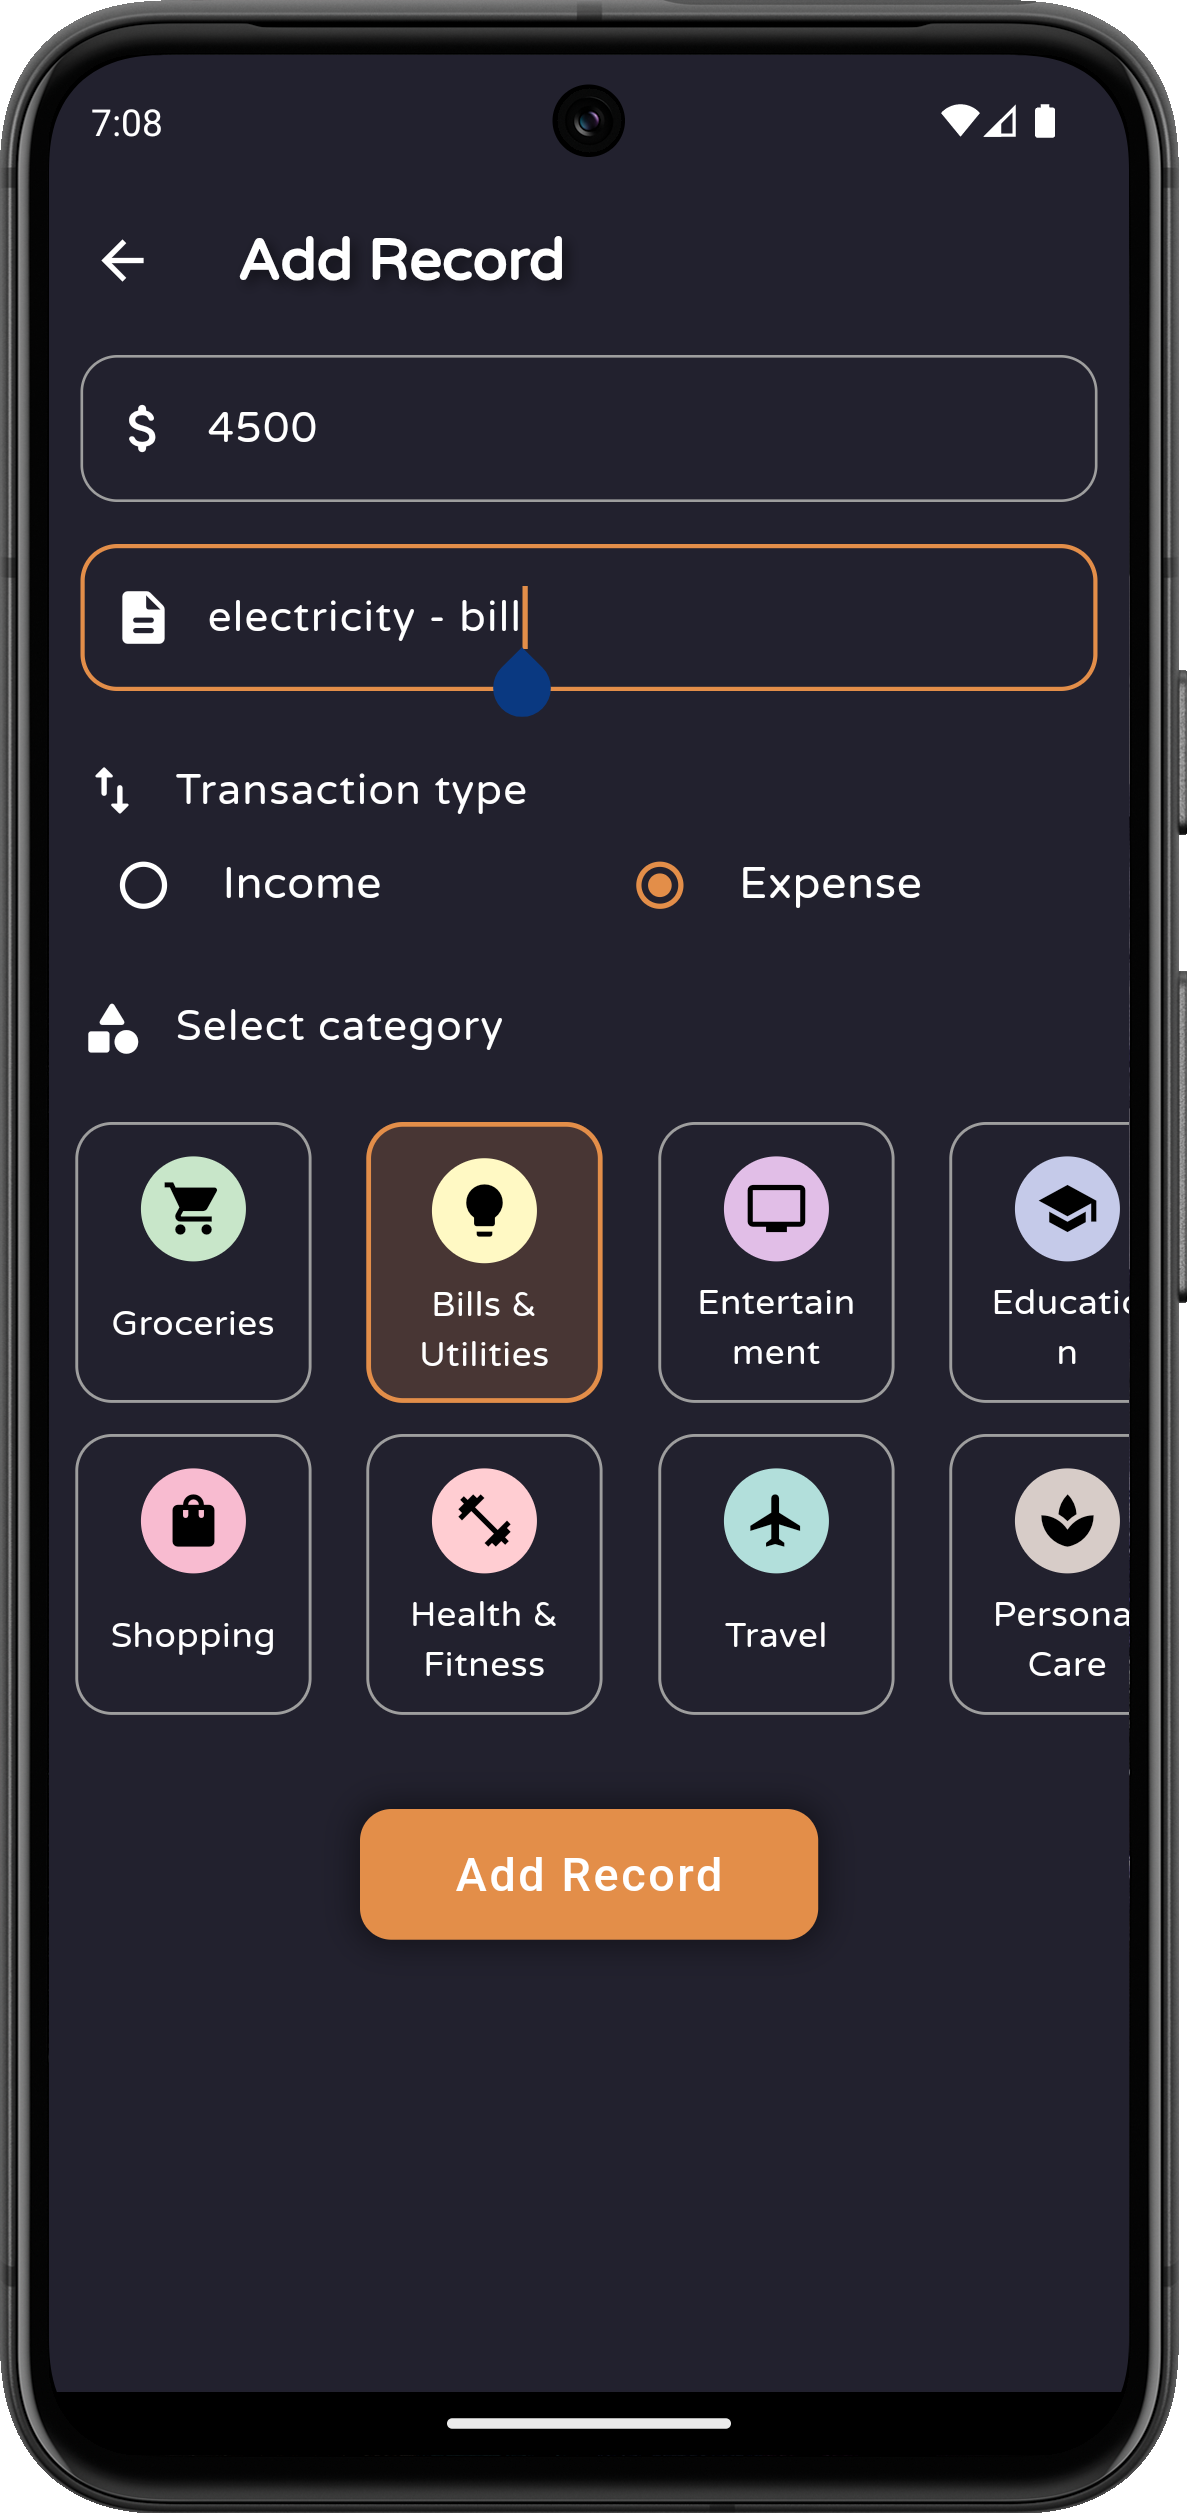 7:08
Add Record
$ 4500
electricity - bill
Transaction type
Income
Expense
Select category
Groceries
Bills &
Utilities
Entertain
ment
Educatio
n
Shopping
Health &
Fitness
Travel
Persona
Care
Add Record